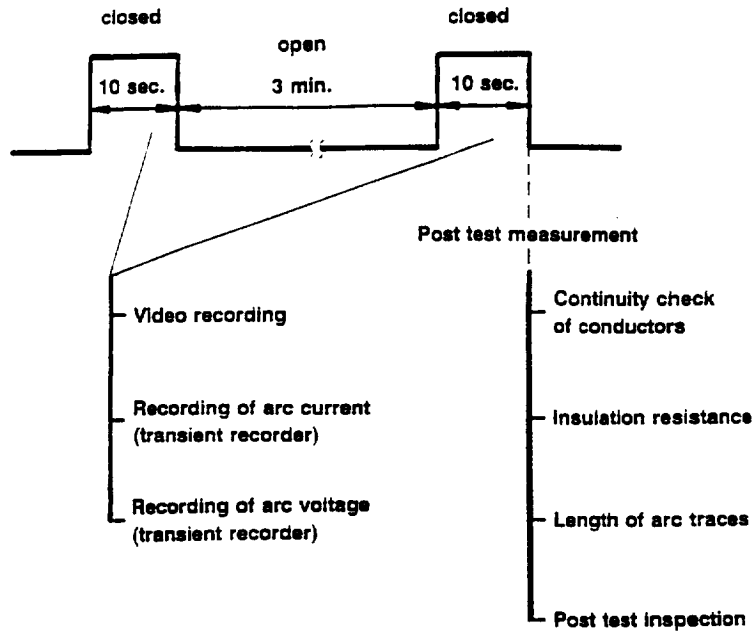 closed
closed
open
10 sec.
3 min.
10 sec.
Post test measurement
Video recording
Recording of arc current
(transient recorder)
Recording of arc voltage
(transient recorder)
Continuity check
of conductors
Insulation resistance
Length of arc traces
Post test inspection